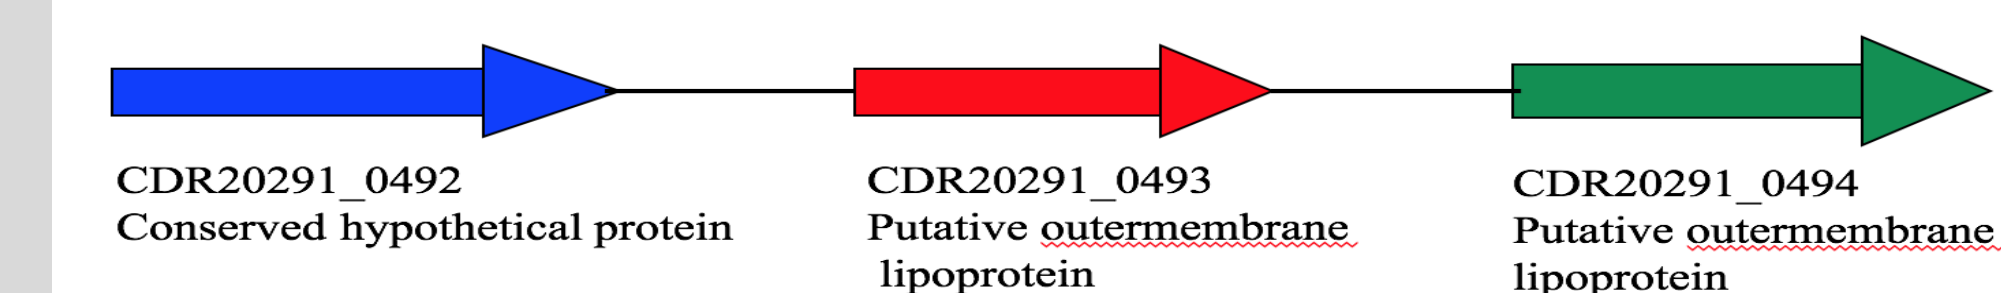 CDR20291_0492
Conserved hypothetical protein
CDR20291_0493
Putative outermembrane
lipoprotein
CDR20291_0494
Putative outermembrane
lipoprotein